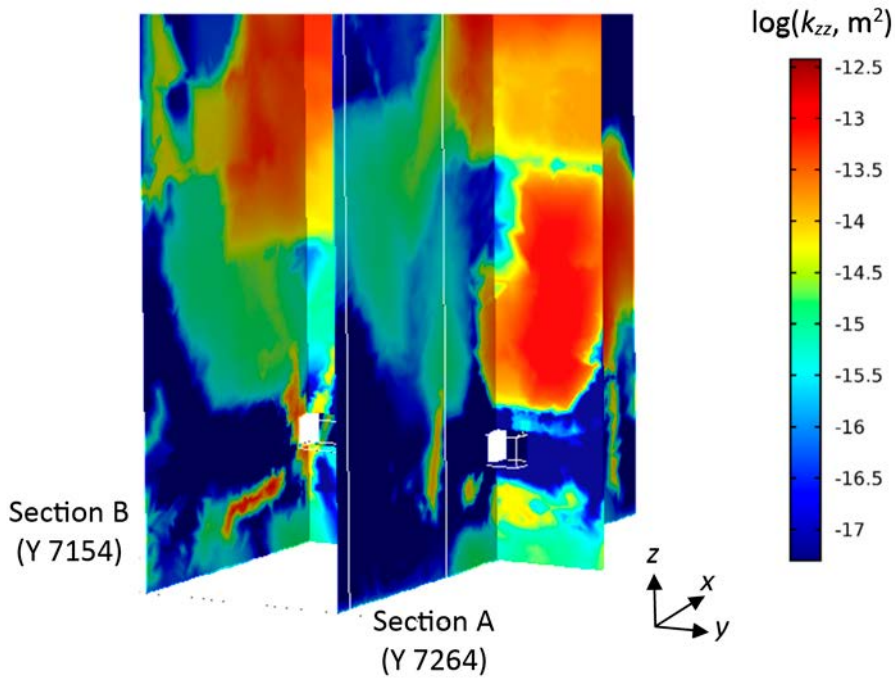 log(kzz, m²)
-12.5
-13
-13.5
-14
-14.5
-15
-15.5
-16
-16.5
-17
Section B
(Y 7154)
Section A
(Y 7264)
z
x
y